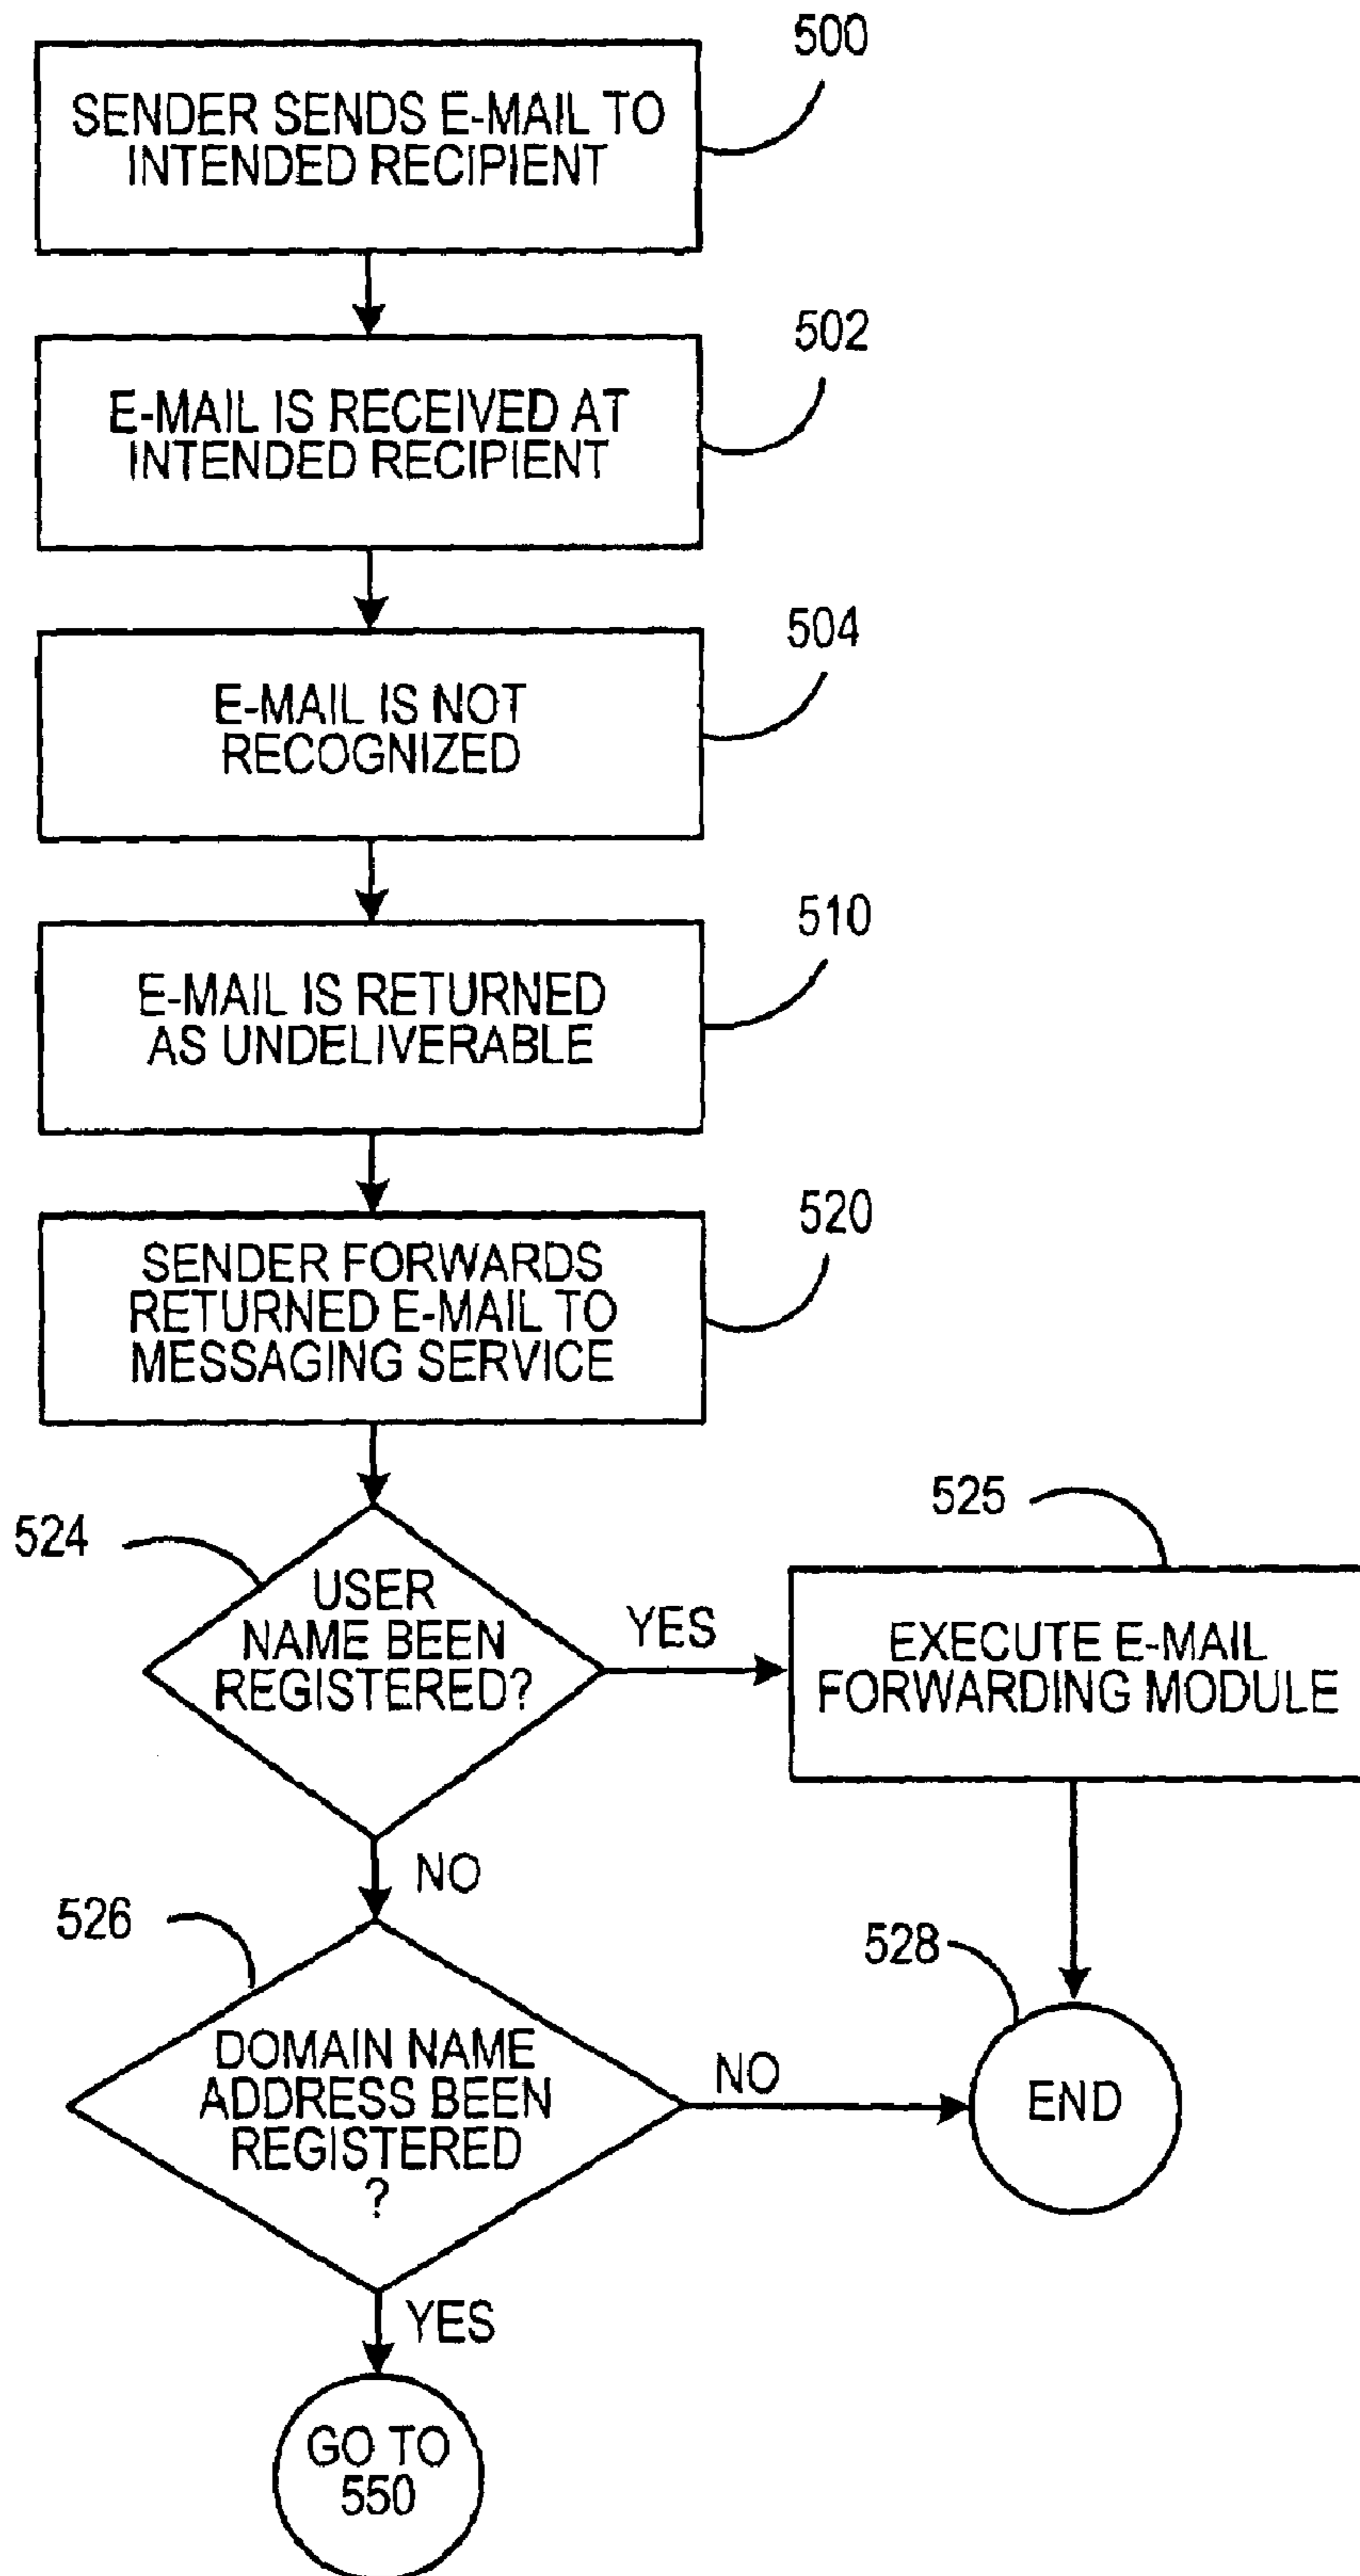 500
SENDER SENDS E-MAIL TO
INTENDED RECIPIENT
502
E-MAIL IS RECEIVED AT
INTENDED RECIPIENT
504
E-MAIL IS NOT
RECOGNIZED
510
E-MAIL IS RETURNED
AS UNDELIVERABLE
520
SENDER FORWARDS
RETURNED E-MAIL TO
MESSAGING SERVICE
524
USER
NAME BEEN
REGISTERED?
YES
525
EXECUTE E-MAIL
FORWARDING MODULE
NO
526
DOMAIN NAME
ADDRESS BEEN
REGISTERED
?
NO
528
END
YES
GO TO
550